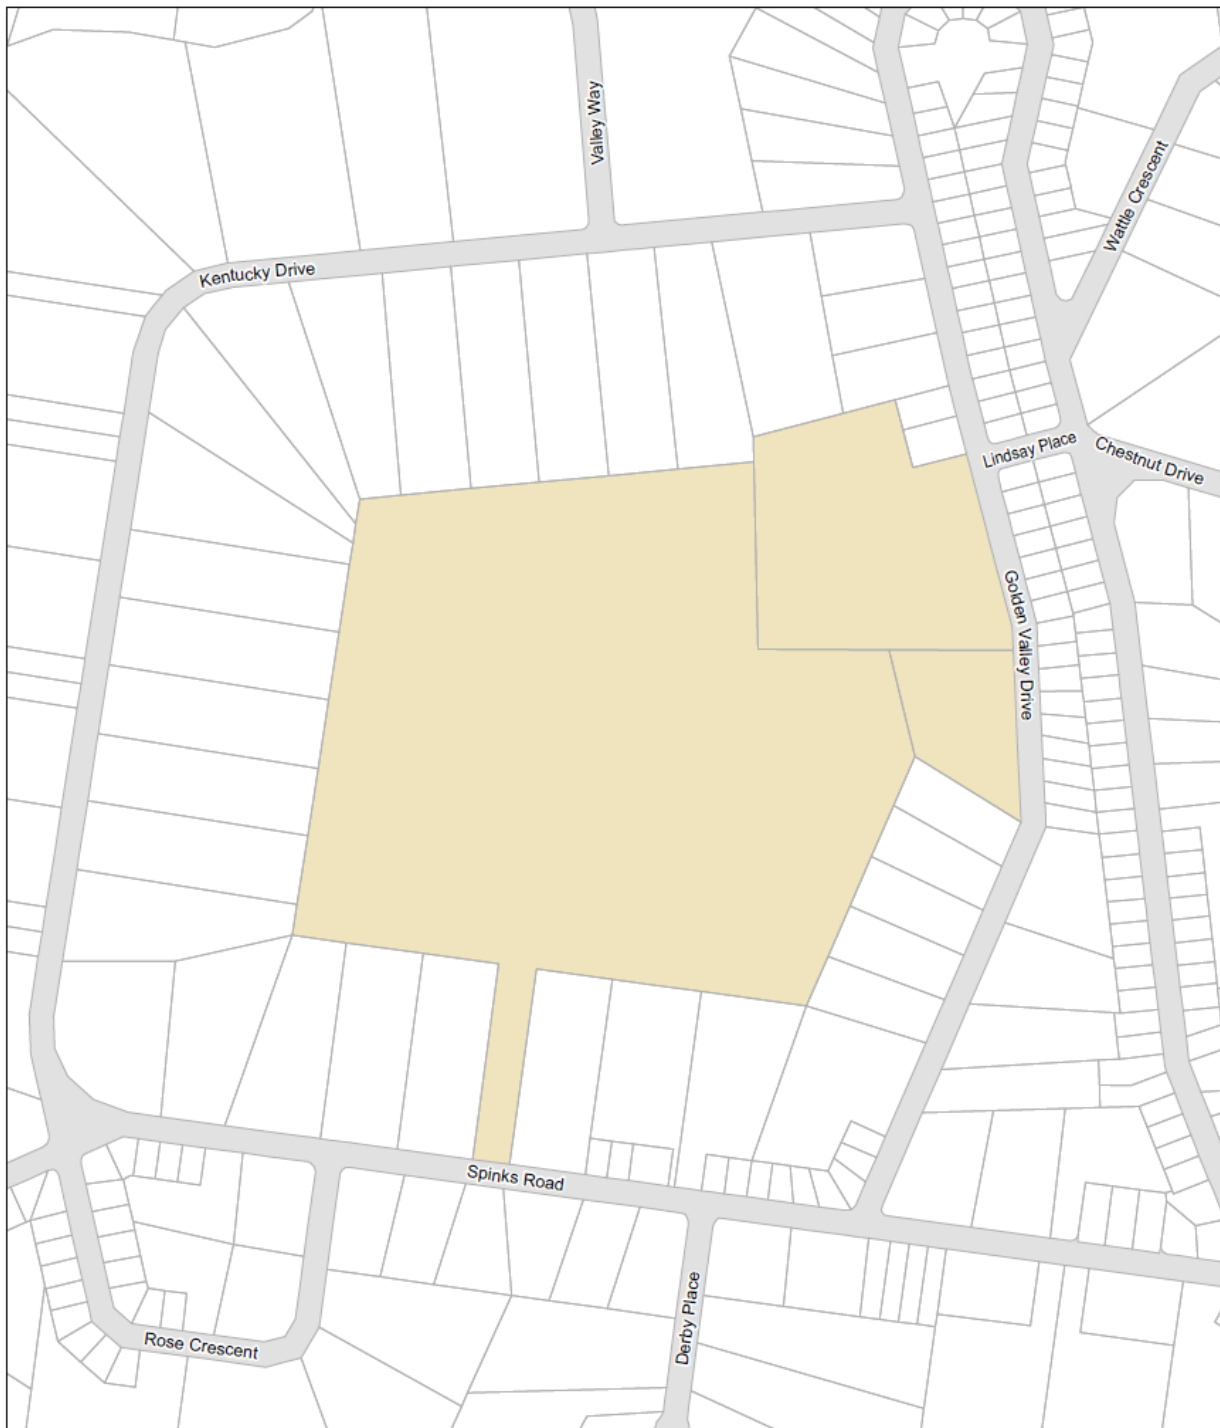 Valley Way
Wattle Crescent
Kentucky Drive
Lindsay Place
Chestnut Drive
Golden Valley Drive
Spinks Road
Derby Place
Rose Crescent